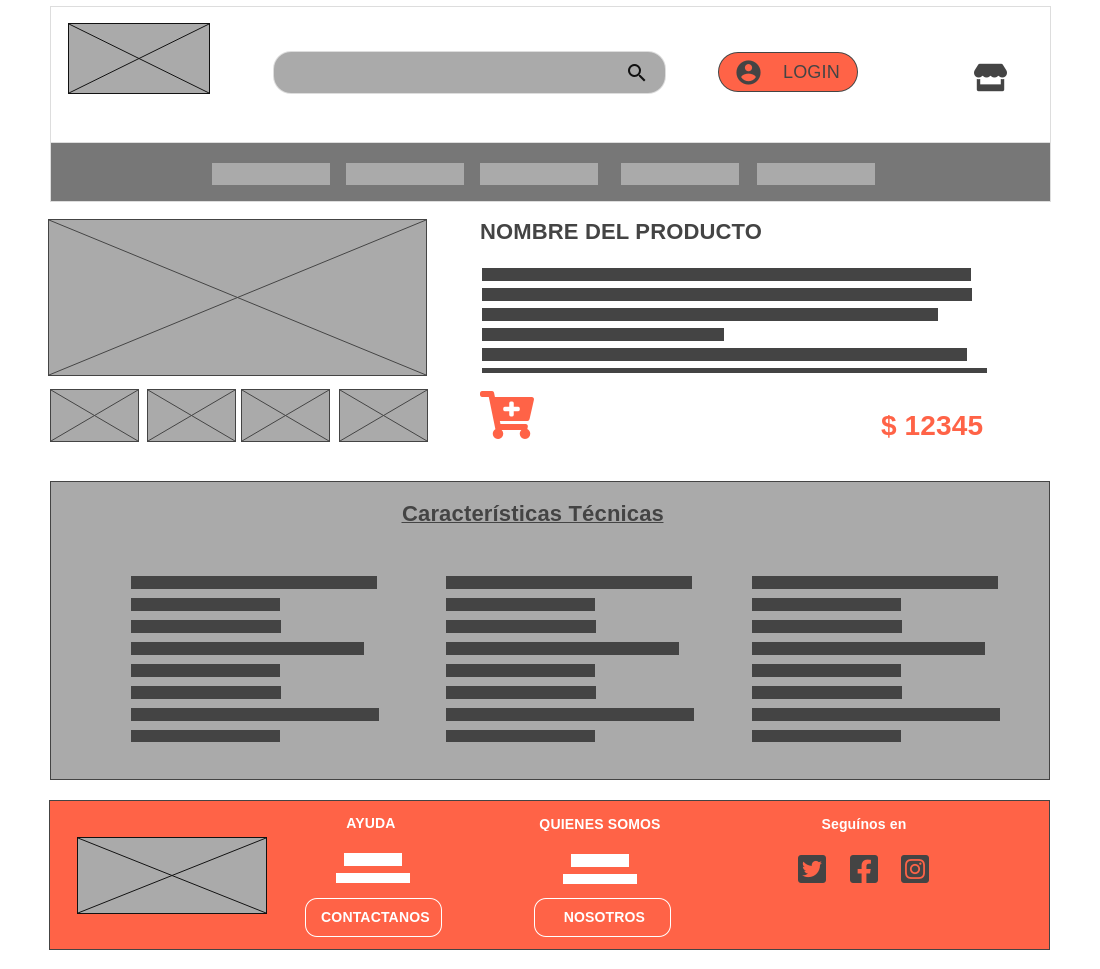 LOGIN
NOMBRE DEL PRODUCTO
$ 12345
Características Técnicas
AYUDA
QUIENES SOMOS
Seguínos en
CONTACTANOS
NOSOTROS